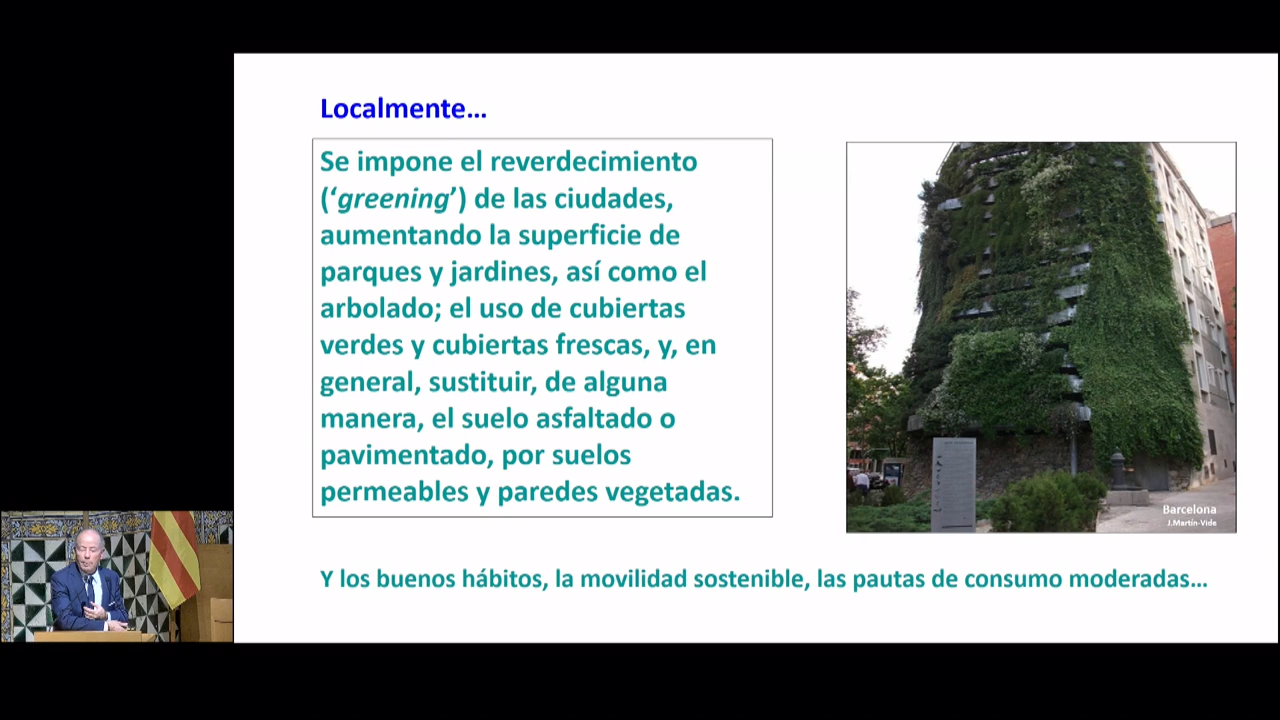 Localmente...
Se impone el reverdecimiento
(‘greening’) de las ciudades,
aumentando la superficie de
parques y jardines, así como el
arbolado; el uso de cubiertas
verdes y cubiertas frescas, y, en
general, sustituir, de alguna
manera, el suelo asfaltado o
pavimentado, por suelos
permeables y paredes vegetadas.
Barcelona
J.Martín-Vide
Y los buenos hábitos, la movilidad sostenible, las pautas de consumo moderadas...